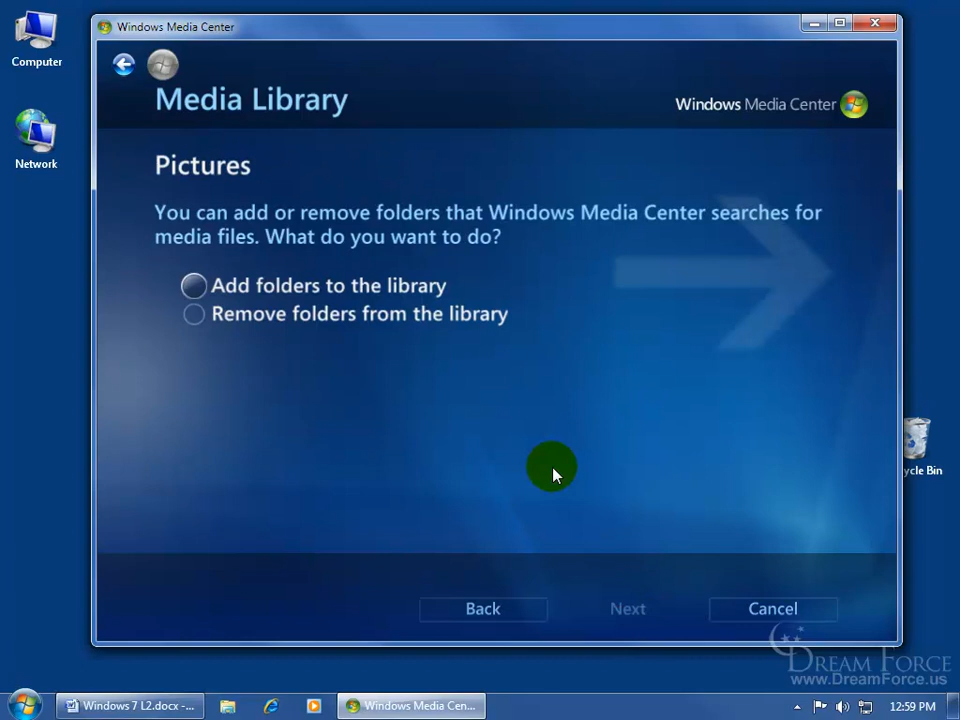 Computer
Network
Windows Media Center
Media Library
Windows Media Center
Pictures
You can add or remove folders that Windows Media Center searches for
media files. What do you want to do?
Add folders to the library
Remove folders from the library
Back
Next
Cancel
ycle Bin
DREAM FORCE
www.DreamForce.us
Windows 7 L2.docx -...
Windows Media Cen...
12:59 PM